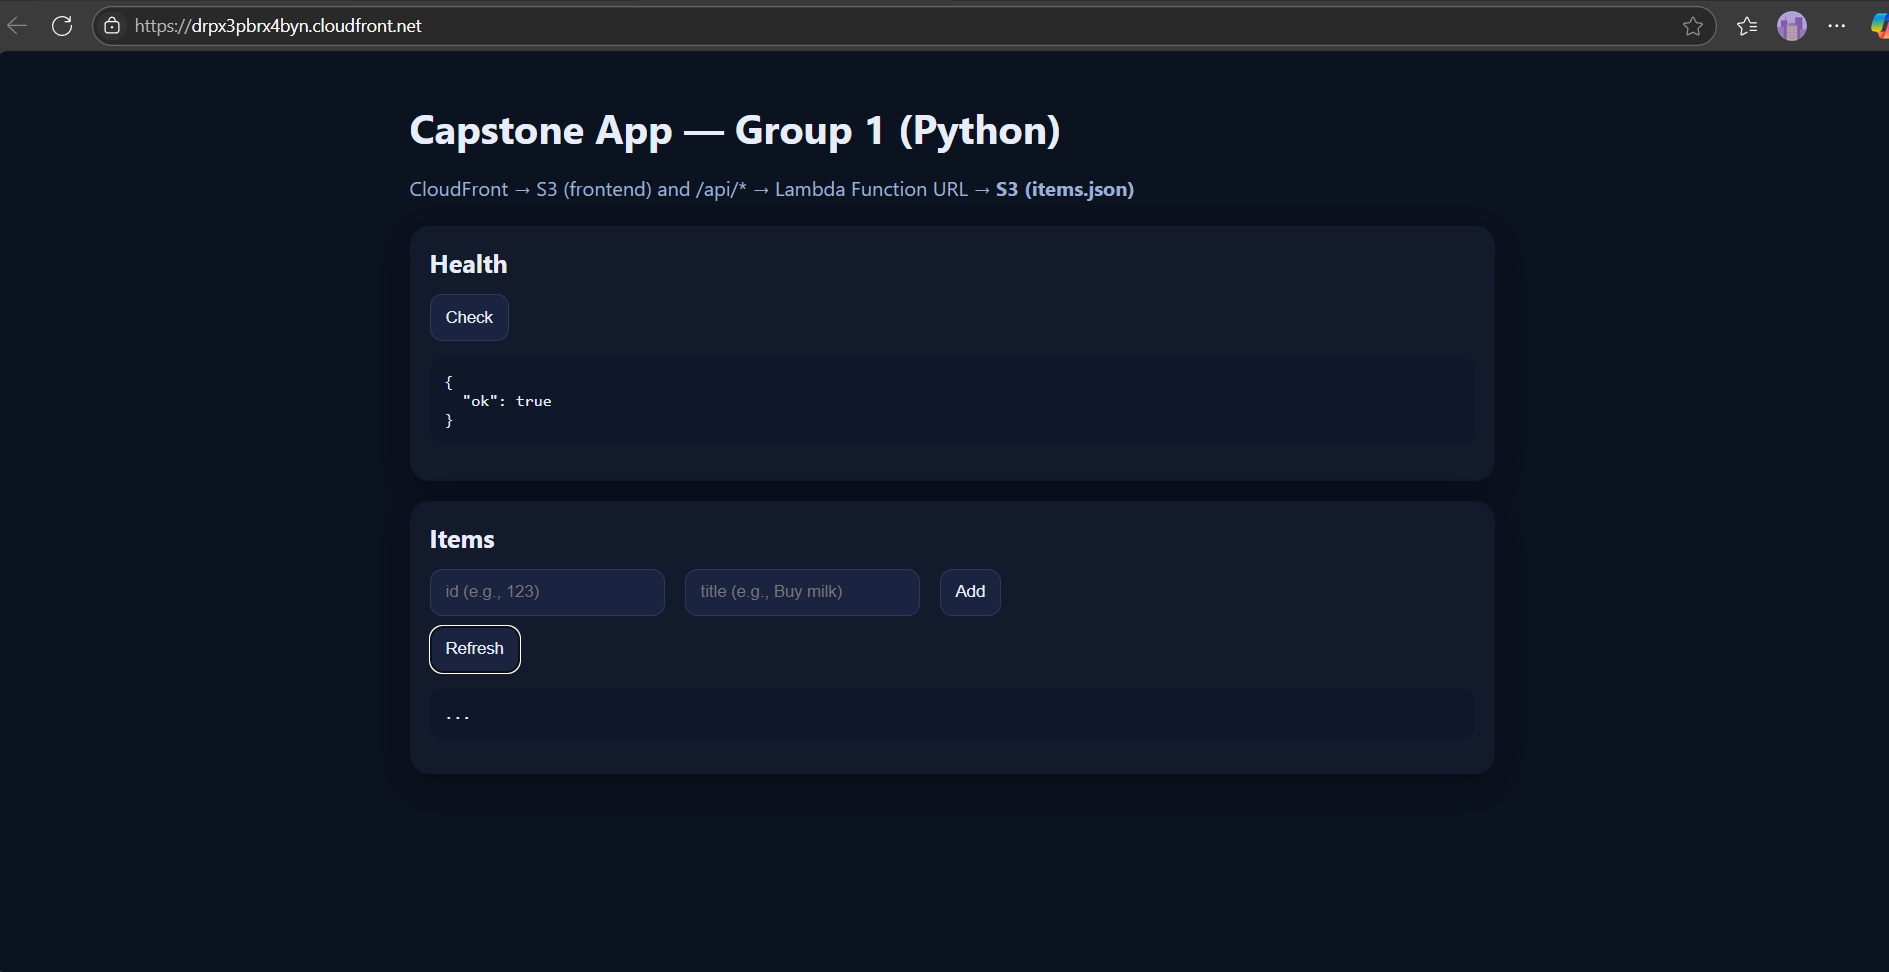 https://drpx3pbrx4byn.cloudfront.net
Capstone App — Group 1 (Python)
CloudFront → S3 (frontend) and /api/* → Lambda Function URL → S3 (items.json)
Health
Check
{
"ok": true
}
Items
id (e.g., 123) title (e.g., Buy milk) Add
Refresh
...